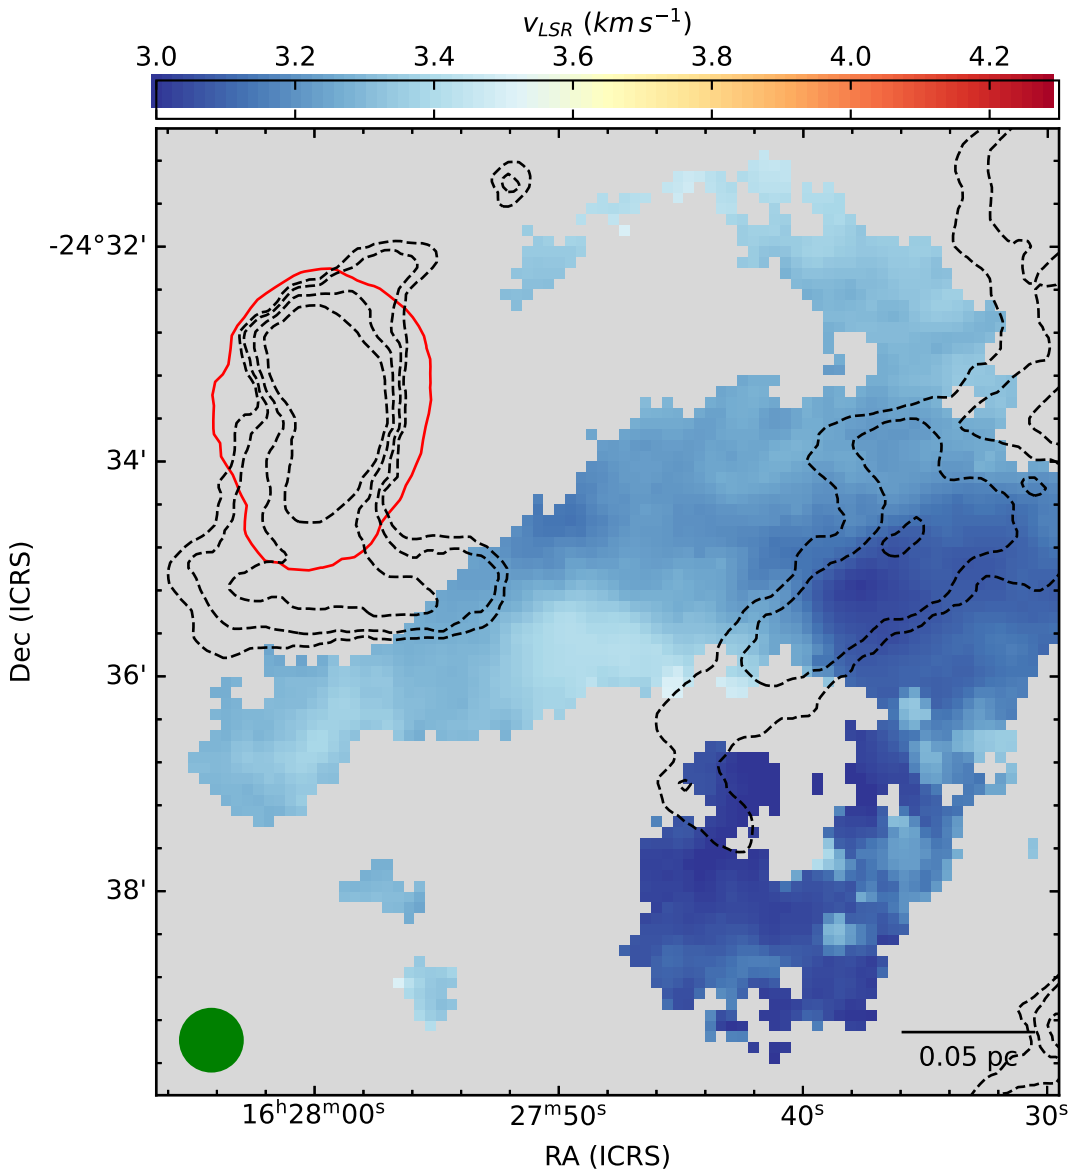 v_LSR (km s⁻¹)
3.0 3.2 3.4 3.6 3.8 4.0 4.2
-24°32'
34'
36'
38'
Dec (ICRS)
0.05 pc
16ʰ28ᵐ00ˢ 27ᵐ50ˢ 40ˢ 30ˢ
RA (ICRS)